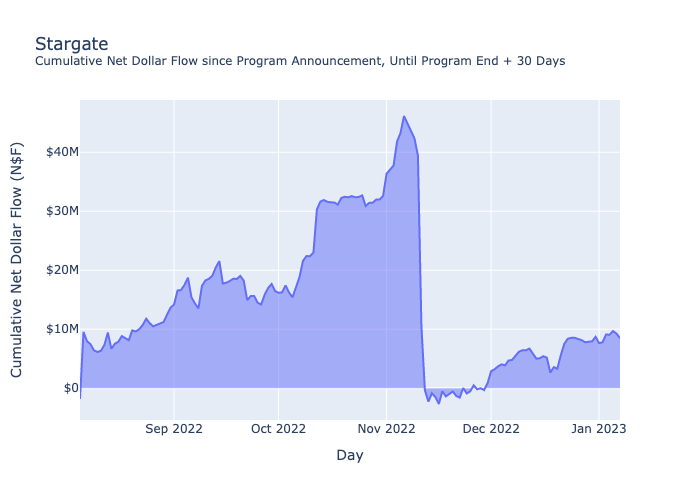 Stargate
Cumulative Net Dollar Flow since Program Announcement, Until Program End + 30 Days
Cumulative Net Dollar Flow (N$F)
$40M
$30M
$20M
$10M
$0
Sep 2022 Oct 2022 Nov 2022 Dec 2022 Jan 2023
Day